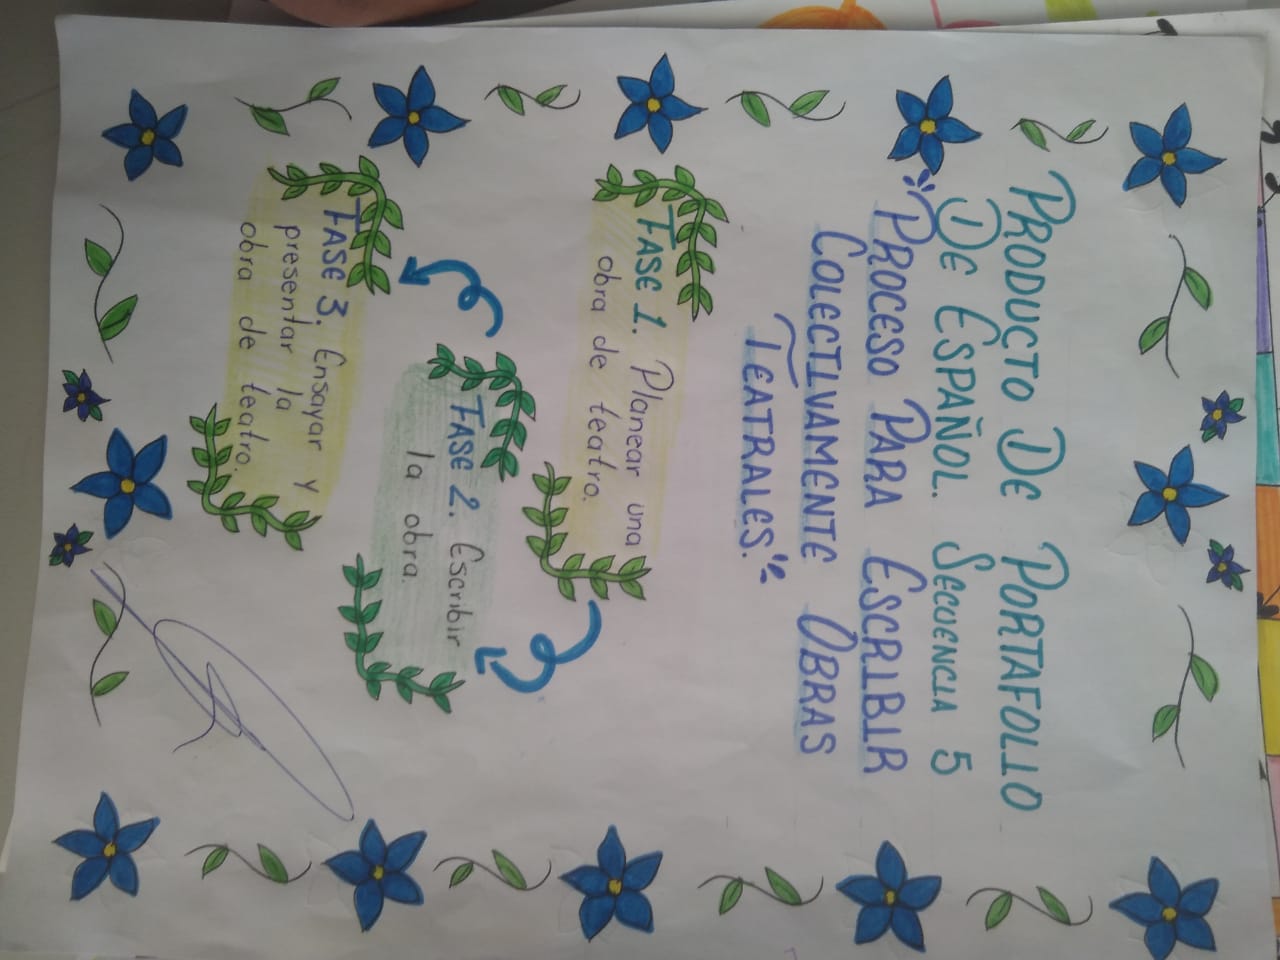 PRODUCTO DE PORTAFOLIO
DE ESPAÑOL. SECUENCIA 5
"PROCESO PARA ESCRIBIR
COLECTIVAMENTE OBRAS
TEATRALES."
FASE 1. Planear una
obra de teatro.
FASE 2. Escribir
la obra.
FASE 3. Ensayar y
presentar la
obra de teatro.